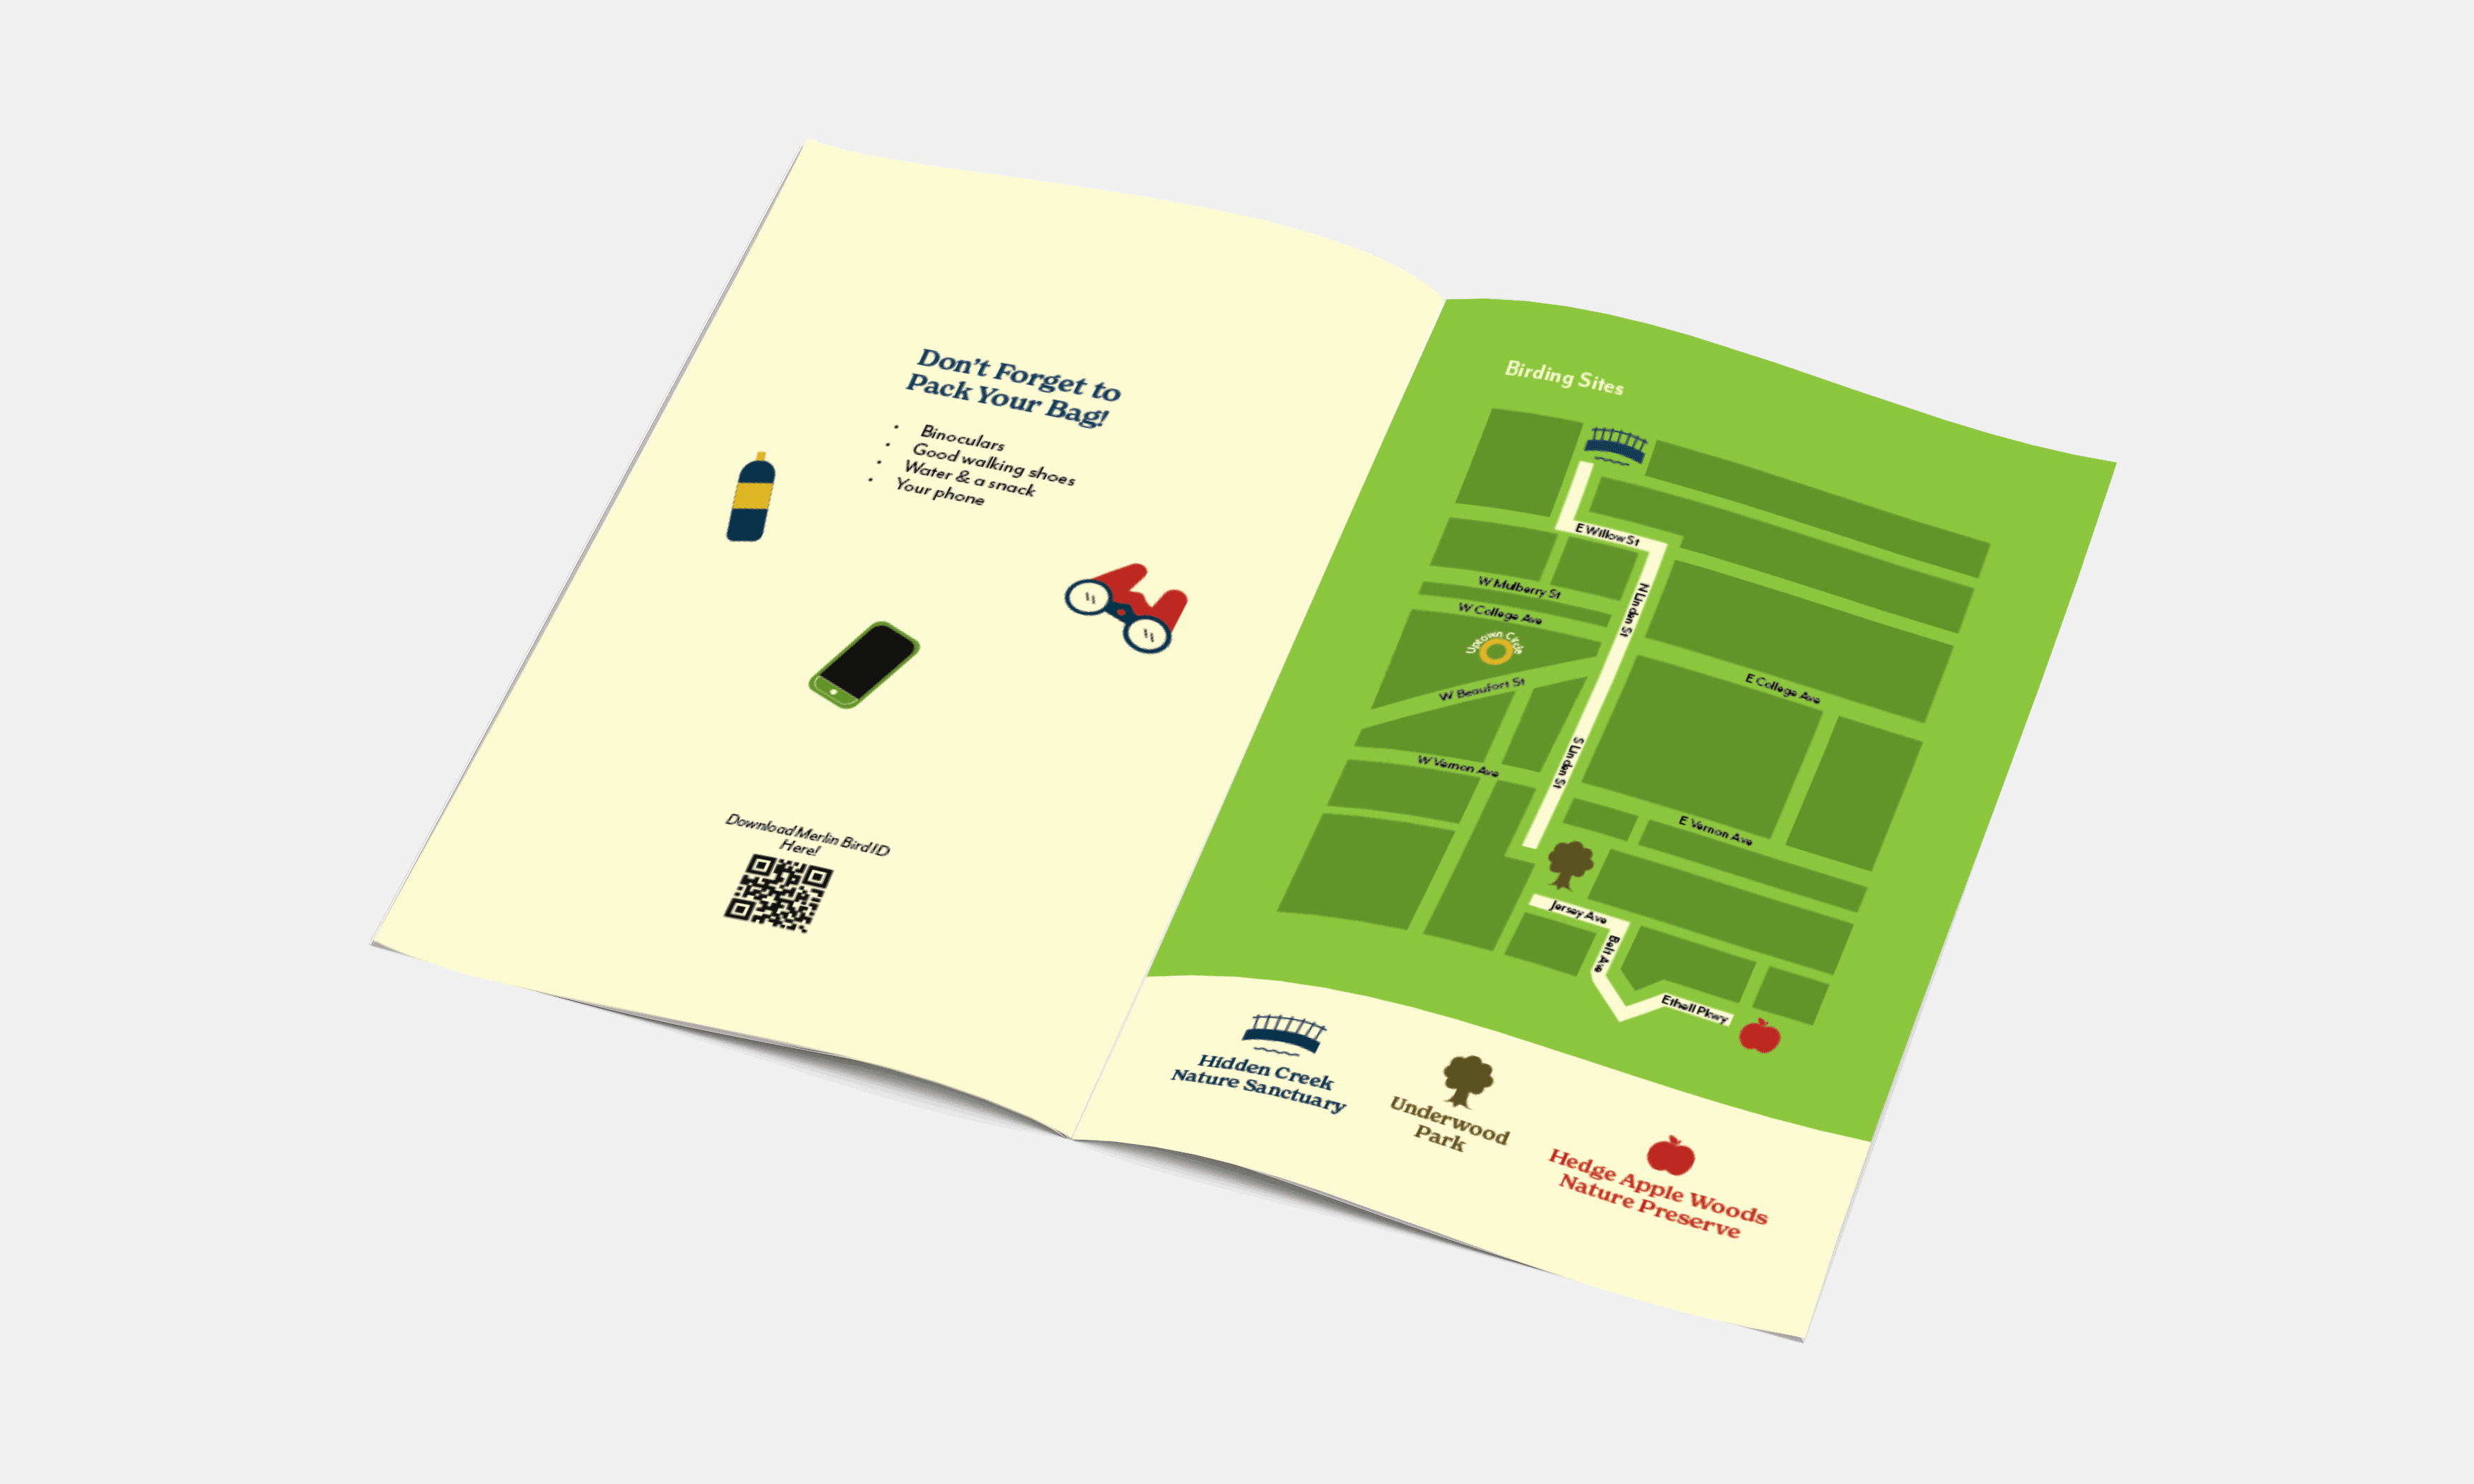 Don't Forget to
Pack Your Bag!
• Binoculars
• Good walking shoes
• Water & a snack
• Your phone
Download Merlin Bird ID
Here!
Birding Sites
E Willow St
N Linden St
W Mulberry St
W College Ave
Uptown Circle
W Beaufort St
E College Ave
S Linden St
W Vernon Ave
E Vernon Ave
Jersey Ave
Belt Ave
Ethell Pkwy
Hidden Creek
Nature Sanctuary
Underwood
Park
Hedge Apple Woods
Nature Preserve